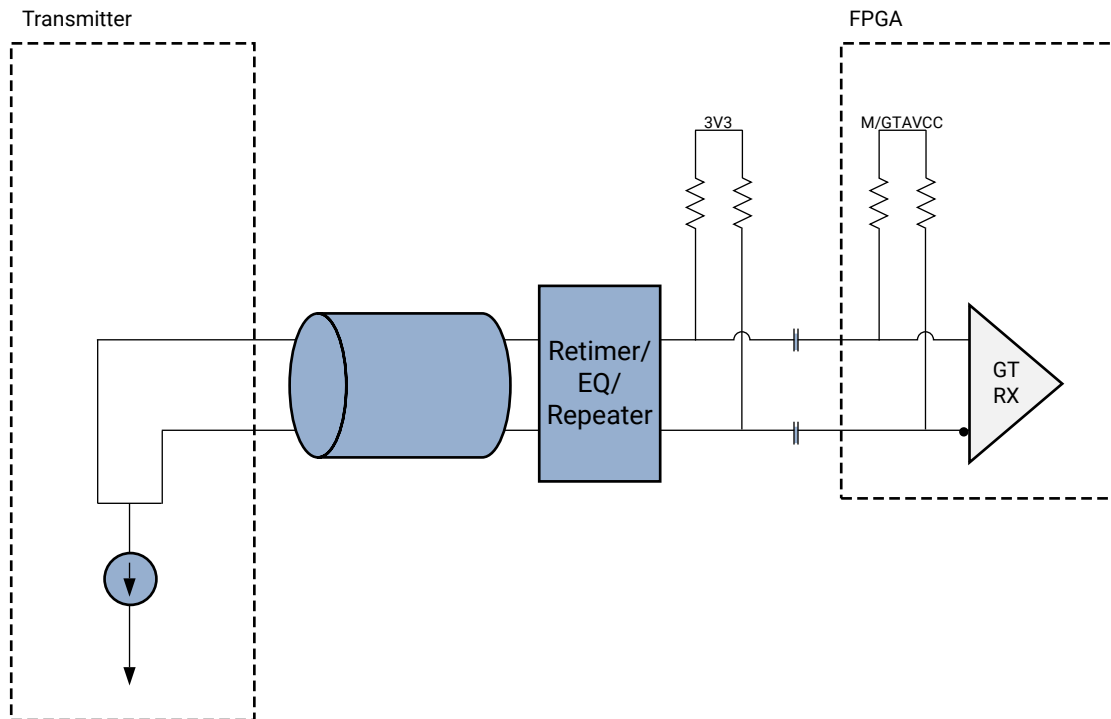 Transmitter
FPGA
3V3
M/GTAVCC
Retimer/
EQ/
Repeater
GT
RX